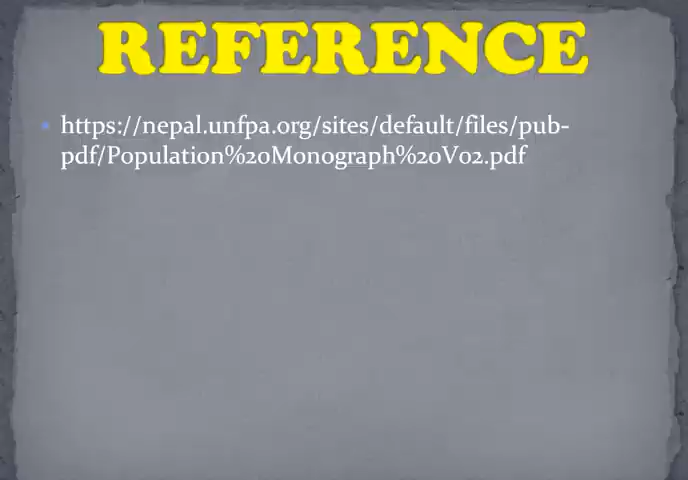 REFERENCE
• https://nepal.unfpa.org/sites/default/files/pub-
pdf/Population%20Monograph%20V02.pdf